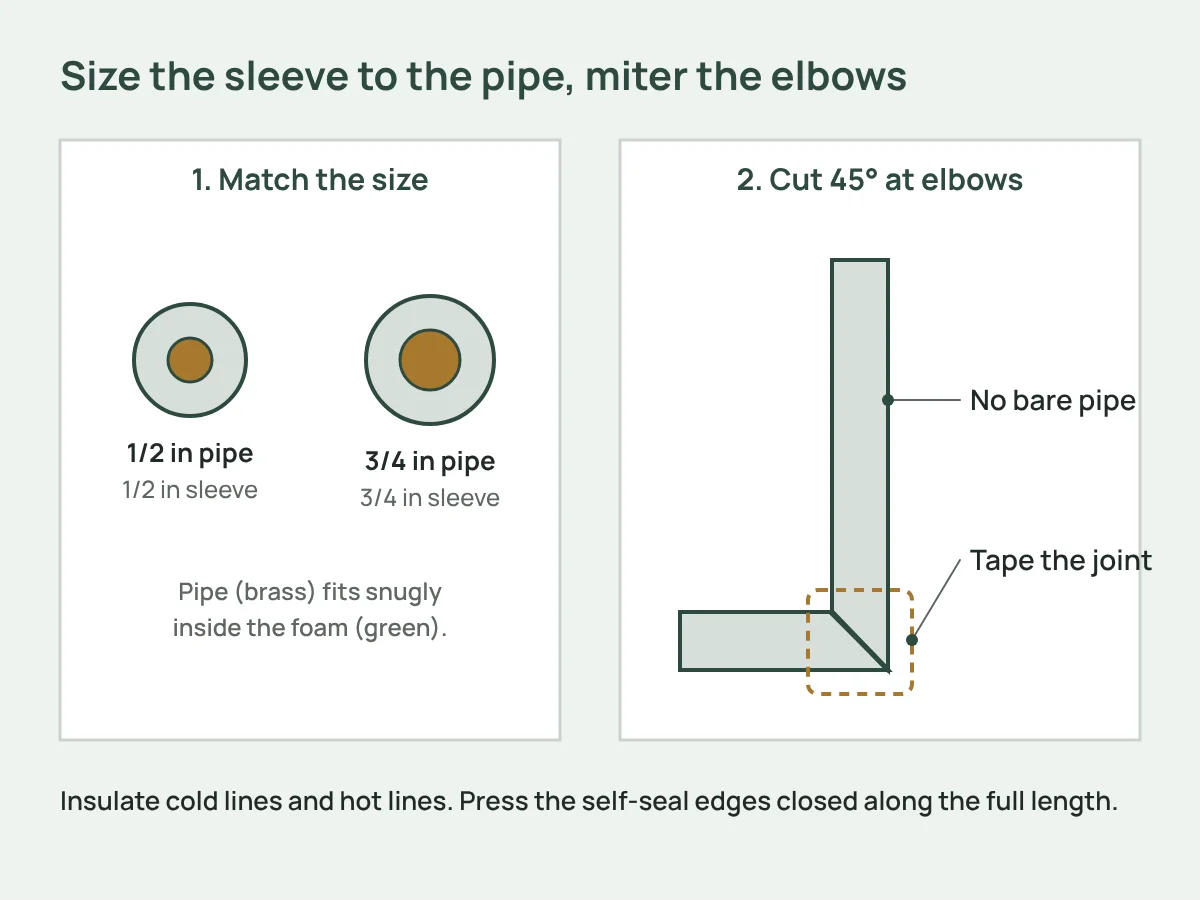 Size the sleeve to the pipe, miter the elbows
1. Match the size
1/2 in pipe
1/2 in sleeve
3/4 in pipe
3/4 in sleeve
Pipe (brass) fits snugly
inside the foam (green).
2. Cut 45° at elbows
No bare pipe
Tape the joint
Insulate cold lines and hot lines. Press the self-seal edges closed along the full length.